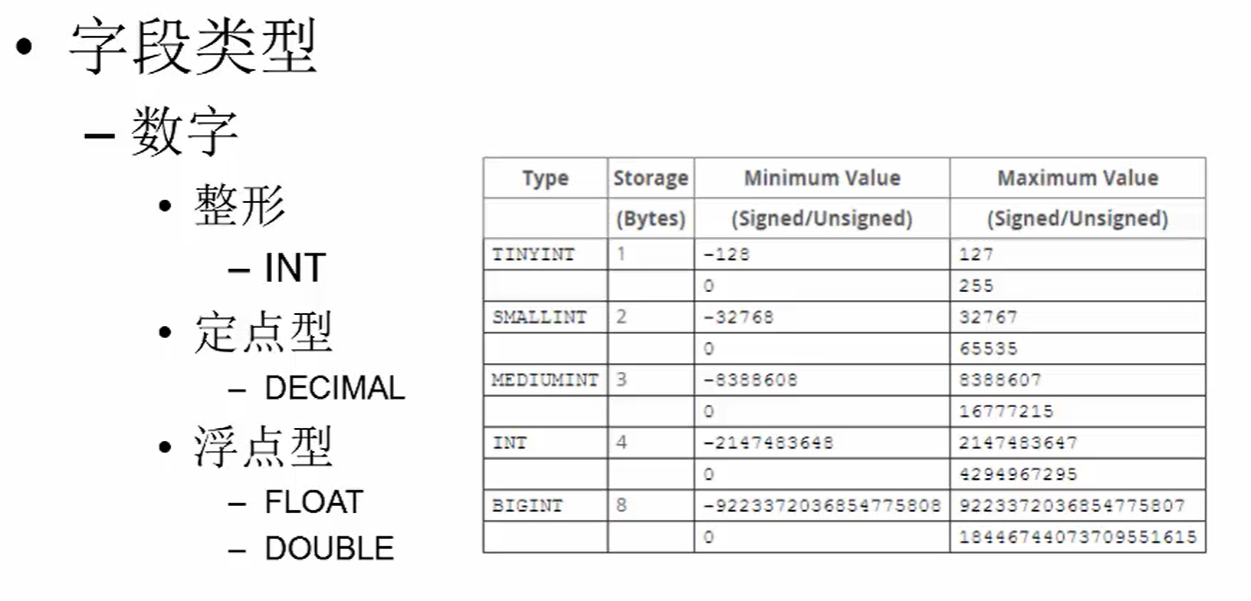 • 字段类型
– 数字
• 整形
– INT
• 定点型
– DECIMAL
• 浮点型
– FLOAT
– DOUBLE
Type Storage Minimum Value Maximum Value
(Bytes) (Signed/Unsigned) (Signed/Unsigned)
TINYINT 1 -128 127
0 255
SMALLINT 2 -32768 32767
0 65535
MEDIUMINT 3 -8388608 8388607
0 16777215
INT 4 -2147483648 2147483647
0 4294967295
BIGINT 8 -9223372036854775808 9223372036854775807
0 18446744073709551615